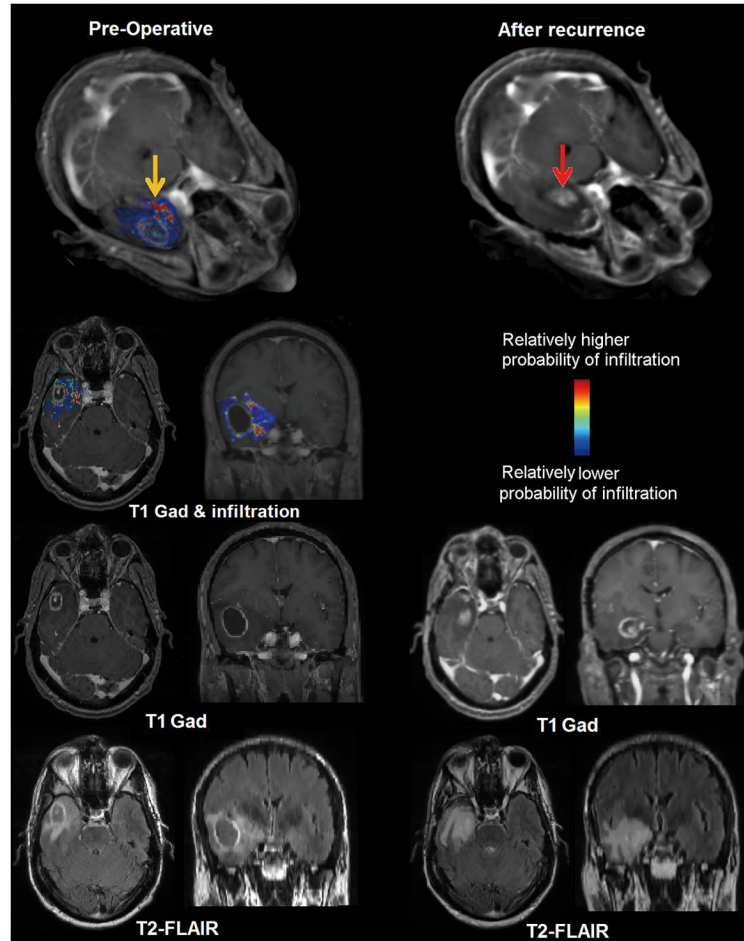 Pre-Operative
After recurrence
Relatively higher
probability of infiltration
Relatively lower
probability of infiltration
T1 Gad & infiltration
T1 Gad
T1 Gad
T2-FLAIR
T2-FLAIR